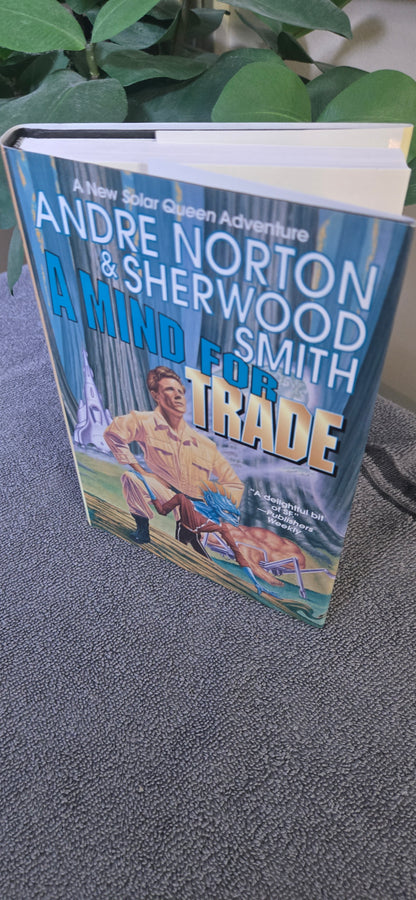 A New Solar Queen Adventure
ANDRE NORTON
& SHERWOOD
SMITH
A MIND FOR
TRADE
"A delightful bit
of SF."
—Publishers
Weekly